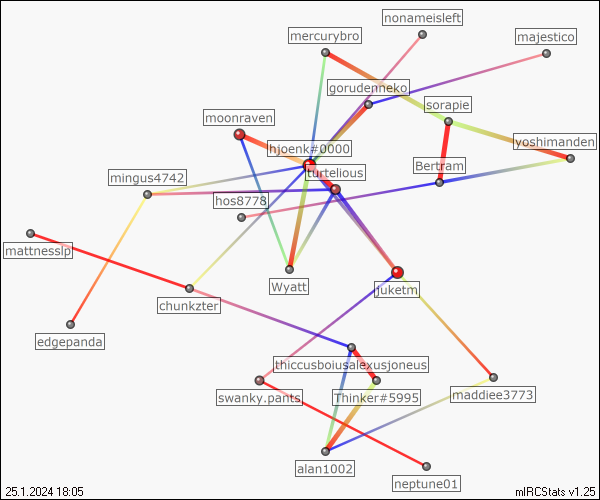 nonameisleft
mercurybro
majestico
gorudenneko
sorapie
moonraven
yoshimanden
hjoenk#0000
Bertram
turtelious
mingus4742
hos8778
mattnesslp
Wyatt
juketm
chunkzter
edgepanda
thiccusboiusalexusjoneus
swanky.pants
Thinker#5995
maddiee3773
alan1002
neptune01
25.1.2024 18:05
mIRCStats v1.25